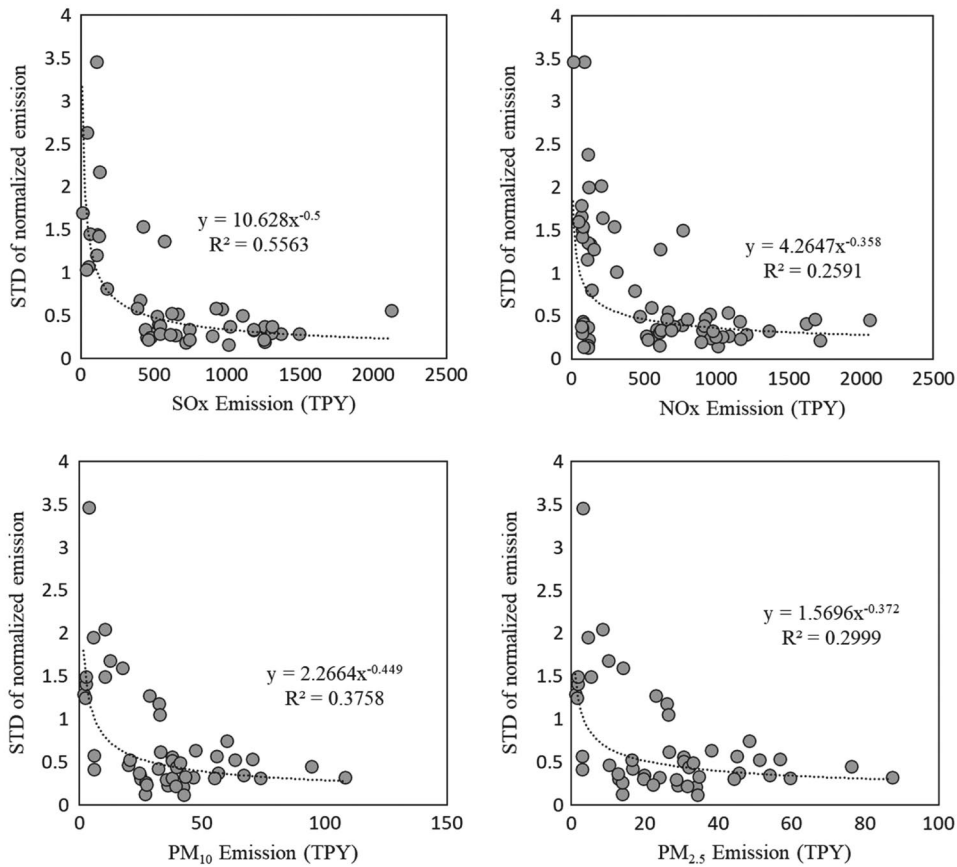 STD of normalized emission
4
3.5
3
2.5
2
1.5
1
0.5
0
y = 10.628x^-0.5
R² = 0.5563
0 500 1000 1500 2000 2500
SOx Emission (TPY)
STD of normalized emission
4
3.5
3
2.5
2
1.5
1
0.5
0
y = 4.2647x^-0.358
R² = 0.2591
0 500 1000 1500 2000 2500
NOx Emission (TPY)
STD of normalized emission
4
3.5
3
2.5
2
1.5
1
0.5
0
y = 2.2664x^-0.449
R² = 0.3758
0 50 100 150
PM₁₀ Emission (TPY)
STD of normalized emission
4
3.5
3
2.5
2
1.5
1
0.5
0
y = 1.5696x^-0.372
R² = 0.2999
0 20 40 60 80 100
PM₂.₅ Emission (TPY)